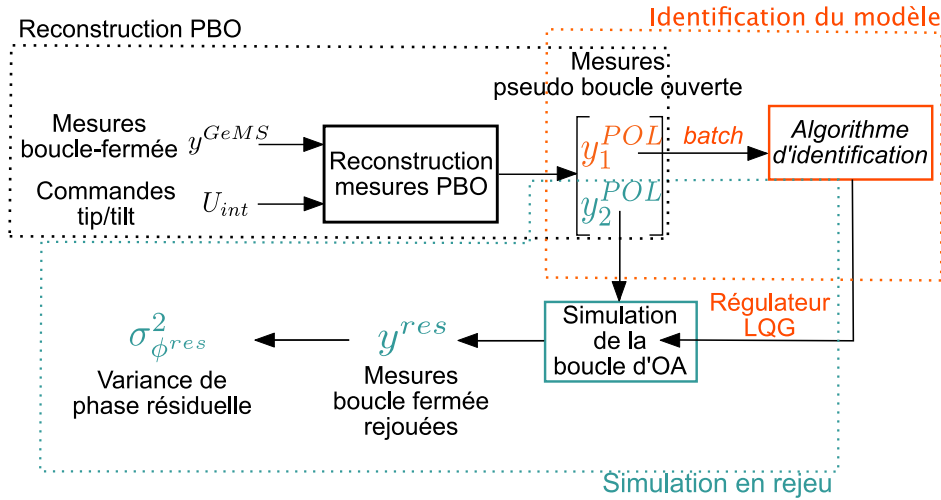 Identification du modèle
Reconstruction PBO
Mesures
pseudo boucle ouverte
Mesures
boucle-fermée
y^{GeMS}
Commandes
tip/tilt
U_{int}
Reconstruction
mesures PBO
y_1^{POL}
y_2^{POL}
batch
Algorithme
d'identification
Régulateur
LQG
Simulation
de la
boucle d'OA
y^{res}
Mesures
boucle fermée
rejouées
σ²_{ϕ^{res}}
Variance de
phase résiduelle
Simulation en rejeu